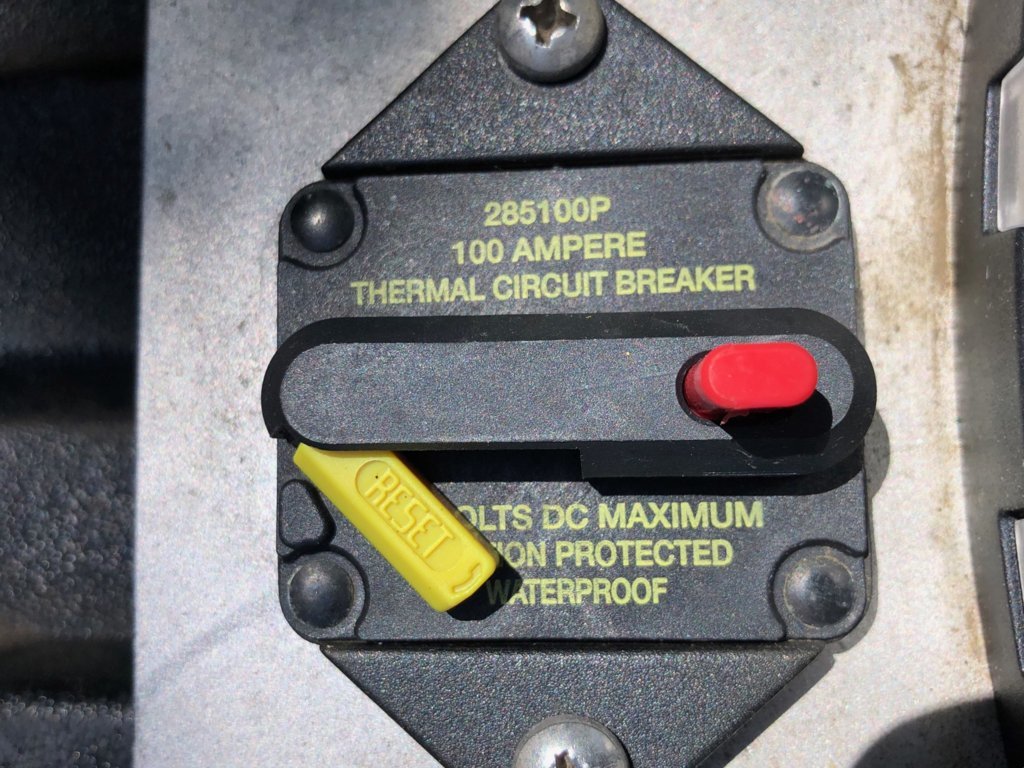 285100P
100 AMPERE
THERMAL CIRCUIT BREAKER
RESET
DC MAXIMUM
PROTECTED
WATERPROOF